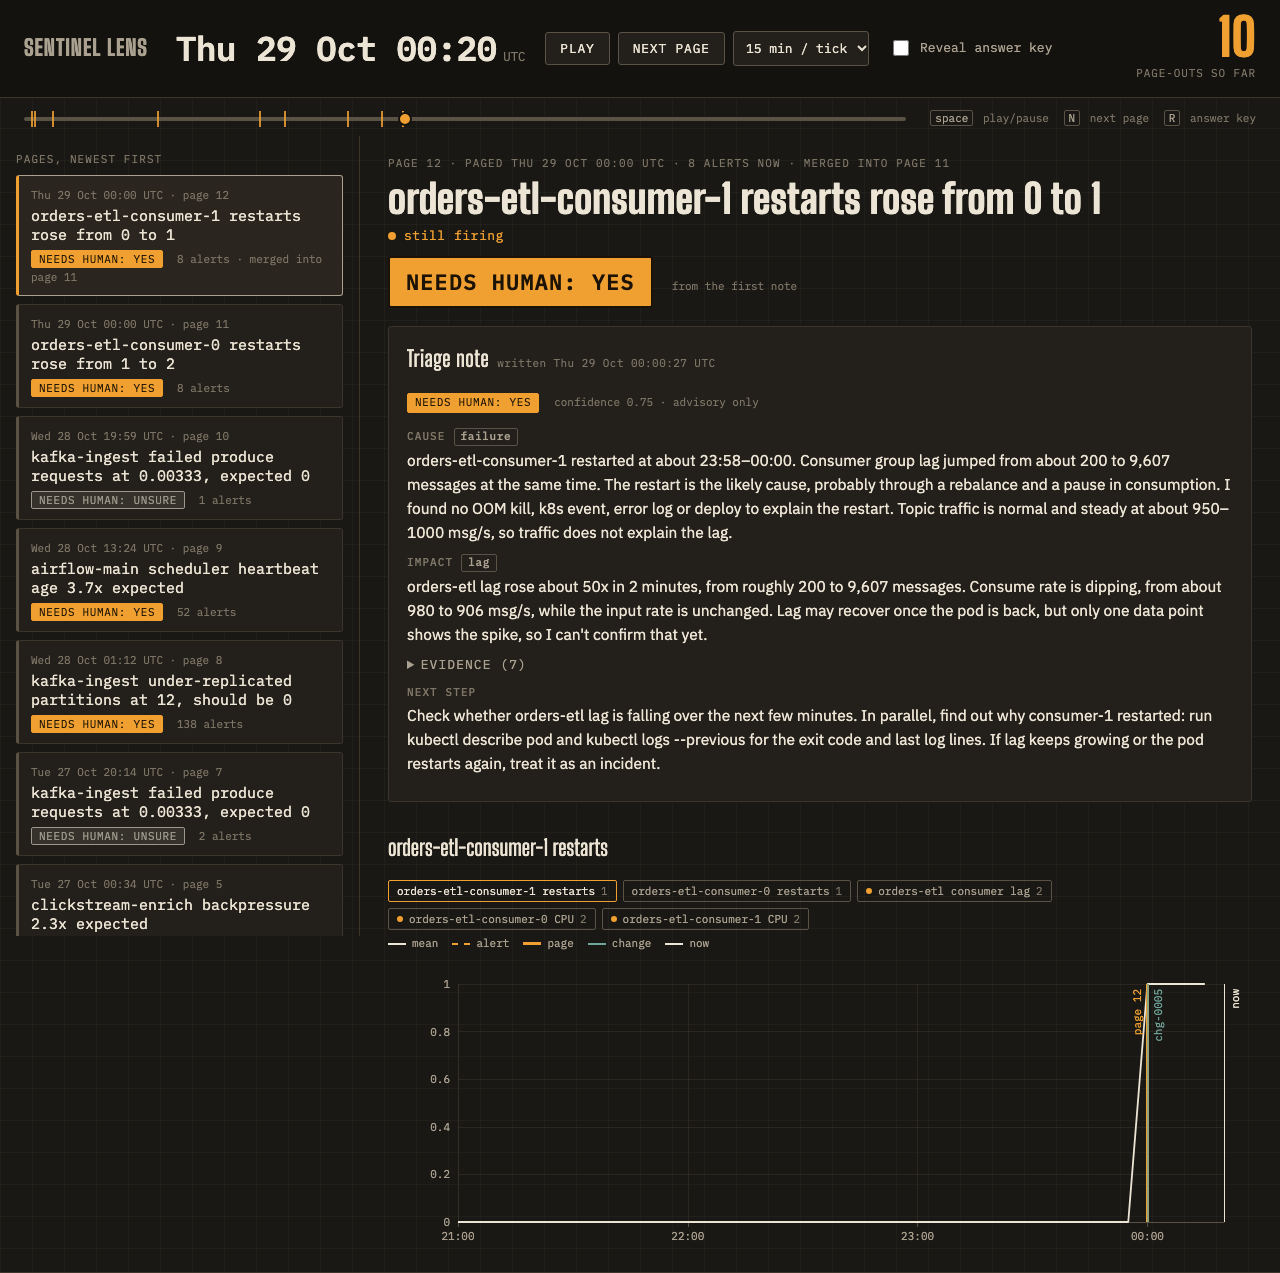 SENTINEL LENS
Thu 29 Oct 00:20 UTC
PLAY
NEXT PAGE
15 min / tick
Reveal answer key
10
PAGE-OUTS SO FAR
space play/pause N next page R answer key
PAGES, NEWEST FIRST
Thu 29 Oct 00:00 UTC · page 12
orders-etl-consumer-1 restarts
rose from 0 to 1
NEEDS HUMAN: YES 8 alerts · merged into
page 11
Thu 29 Oct 00:00 UTC · page 11
orders-etl-consumer-0 restarts
rose from 1 to 2
NEEDS HUMAN: YES 8 alerts
Wed 28 Oct 19:59 UTC · page 10
kafka-ingest failed produce
requests at 0.00333, expected 0
NEEDS HUMAN: UNSURE 1 alerts
Wed 28 Oct 13:24 UTC · page 9
airflow-main scheduler heartbeat
age 3.7x expected
NEEDS HUMAN: YES 52 alerts
Wed 28 Oct 01:12 UTC · page 8
kafka-ingest under-replicated
partitions at 12, should be 0
NEEDS HUMAN: YES 138 alerts
Tue 27 Oct 20:14 UTC · page 7
kafka-ingest failed produce
requests at 0.00333, expected 0
NEEDS HUMAN: UNSURE 2 alerts
Tue 27 Oct 00:34 UTC · page 5
clickstream-enrich backpressure
2.3x expected
PAGE 12 · PAGED THU 29 OCT 00:00 UTC · 8 ALERTS NOW · MERGED INTO PAGE 11
orders-etl-consumer-1 restarts rose from 0 to 1
still firing
NEEDS HUMAN: YES from the first note
Triage note written Thu 29 Oct 00:00:27 UTC
NEEDS HUMAN: YES confidence 0.75 · advisory only
CAUSE failure
orders-etl-consumer-1 restarted at about 23:58–00:00. Consumer group lag jumped from about 200 to 9,607
messages at the same time. The restart is the likely cause, probably through a rebalance and a pause in consumption. I
found no OOM kill, k8s event, error log or deploy to explain the restart. Topic traffic is normal and steady at about 950–
1000 msg/s, so traffic does not explain the lag.
IMPACT lag
orders-etl lag rose about 50x in 2 minutes, from roughly 200 to 9,607 messages. Consume rate is dipping, from about
980 to 906 msg/s, while the input rate is unchanged. Lag may recover once the pod is back, but only one data point
shows the spike, so I can't confirm that yet.
EVIDENCE (7)
NEXT STEP
Check whether orders-etl lag is falling over the next few minutes. In parallel, find out why consumer-1 restarted: run
kubectl describe pod and kubectl logs --previous for the exit code and last log lines. If lag keeps growing or the pod
restarts again, treat it as an incident.
orders-etl-consumer-1 restarts
orders-etl-consumer-1 restarts 1
orders-etl-consumer-0 restarts 1
orders-etl consumer lag 2
orders-etl-consumer-0 CPU 2
orders-etl-consumer-1 CPU 2
mean alert page change now
1
0.8
0.6
0.4
0.2
0
page 12
chg-0005
now
21:00
22:00
23:00
00:00